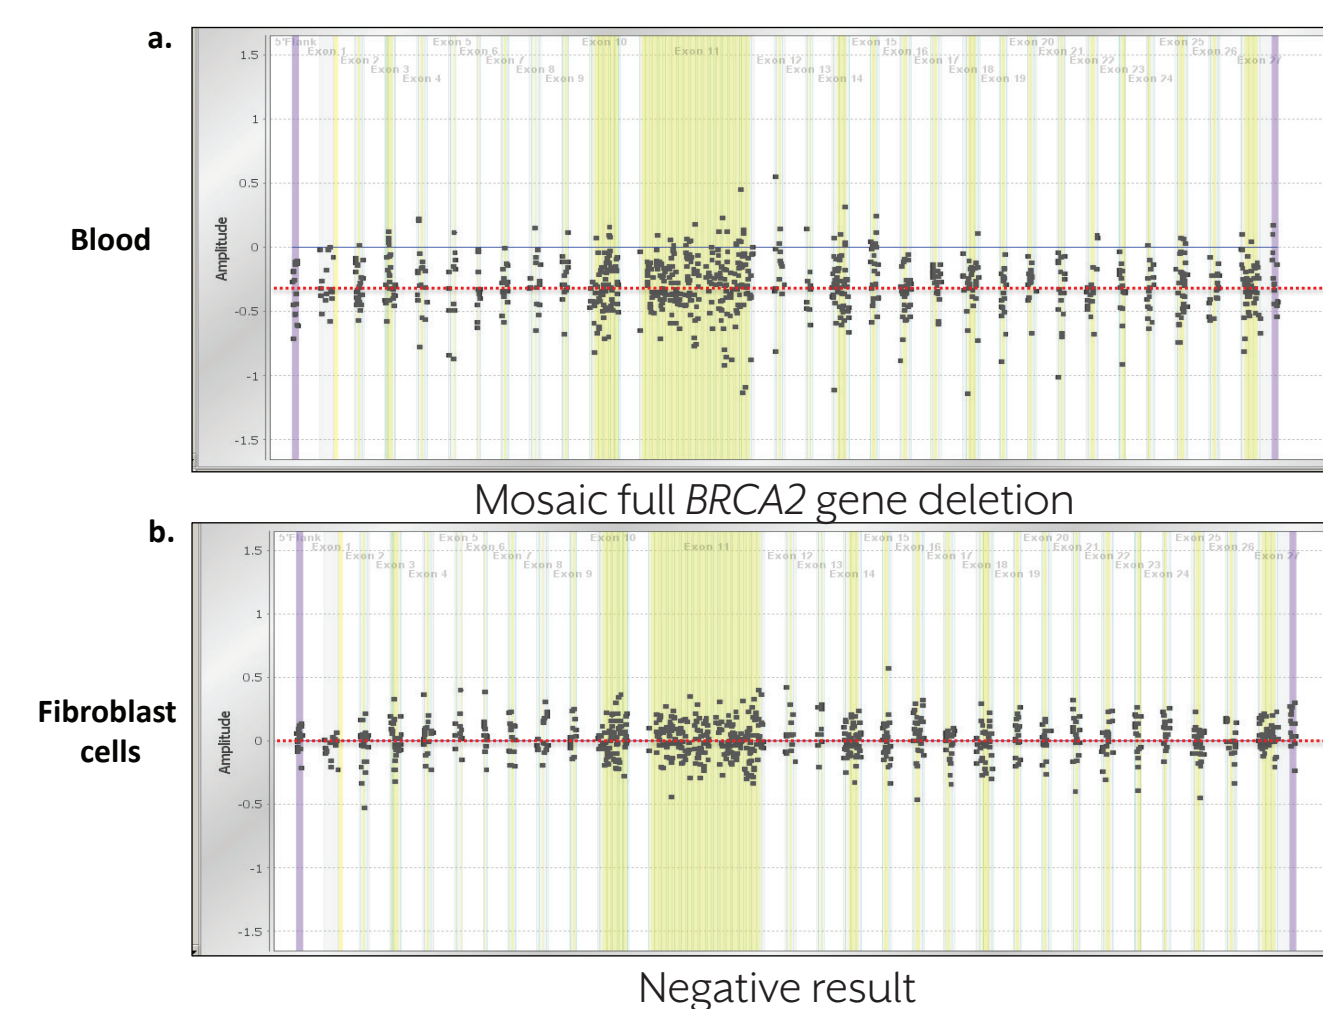 a.
5'Flank
Exon 1
Exon 2
Exon 3
Exon 4
Exon 5
Exon 6
Exon 7
Exon 8
Exon 9
Exon 10
Exon 11
Exon 12
Exon 13
Exon 14
Exon 15
Exon 16
Exon 17
Exon 18
Exon 19
Exon 20
Exon 21
Exon 22
Exon 23
Exon 24
Exon 25
Exon 26
Exon 27
1.5
1
0.5
0
-0.5
-1
-1.5
Amplitude
Blood
Mosaic full BRCA2 gene deletion
b.
5'Flank
Exon 1
Exon 2
Exon 3
Exon 4
Exon 5
Exon 6
Exon 7
Exon 8
Exon 9
Exon 10
Exon 11
Exon 12
Exon 13
Exon 14
Exon 15
Exon 16
Exon 17
Exon 18
Exon 19
Exon 20
Exon 21
Exon 22
Exon 23
Exon 24
Exon 25
Exon 26
Exon 27
1.5
1
0.5
0
-0.5
-1
-1.5
Amplitude
Fibroblast
cells
Negative result